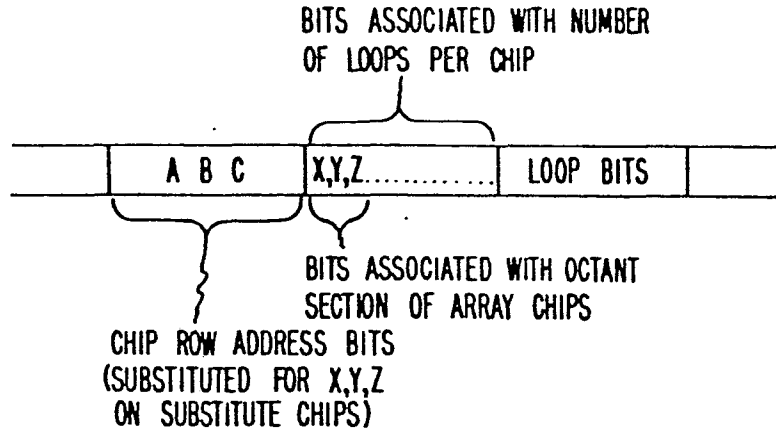 BITS ASSOCIATED WITH NUMBER
OF LOOPS PER CHIP
A B C
X,Y,Z.............
LOOP BITS
BITS ASSOCIATED WITH OCTANT
SECTION OF ARRAY CHIPS
CHIP ROW ADDRESS BITS
(SUBSTITUTED FOR X,Y,Z
ON SUBSTITUTE CHIPS)